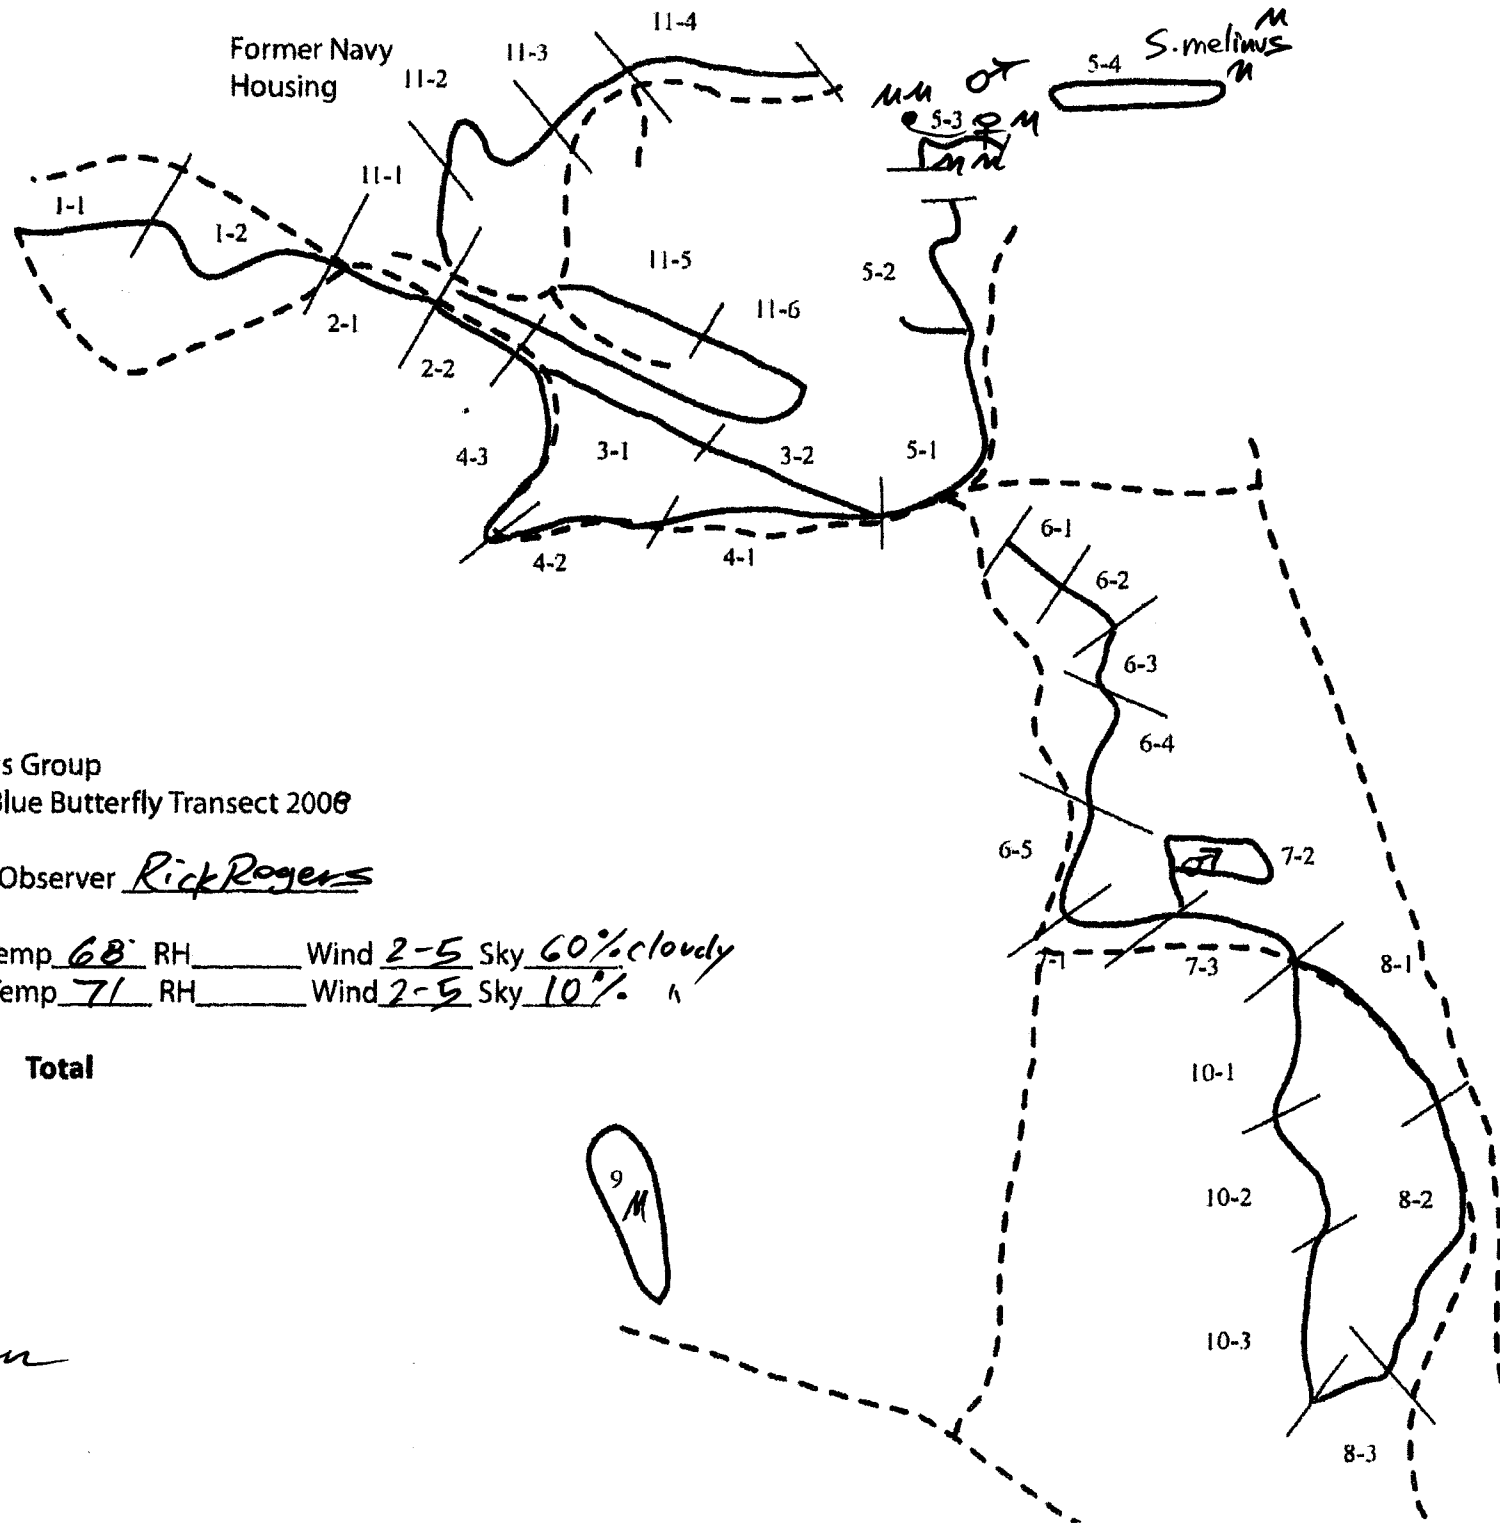 11-4
Former Navy
Housing
11-3
11-2
S.melinus
M
M
5-4
♂
MM
5-3
♀ M
M M
11-1
1-1
1-2
11-5
5-2
11-6
2-1
2-2
4-3
3-1
3-2
5-1
4-2
4-1
6-1
6-2
6-3
6-4
s Group
Blue Butterfly Transect 2008
6-5
♂
7-2
Observer Rick Rogers
emp 68° RH Wind 2-5 Sky 60% cloudy
Temp 71 RH Wind 2-5 Sky 10% "
7-1
7-3
8-1
Total
10-1
9
M
10-2
8-2
10-3
8-3